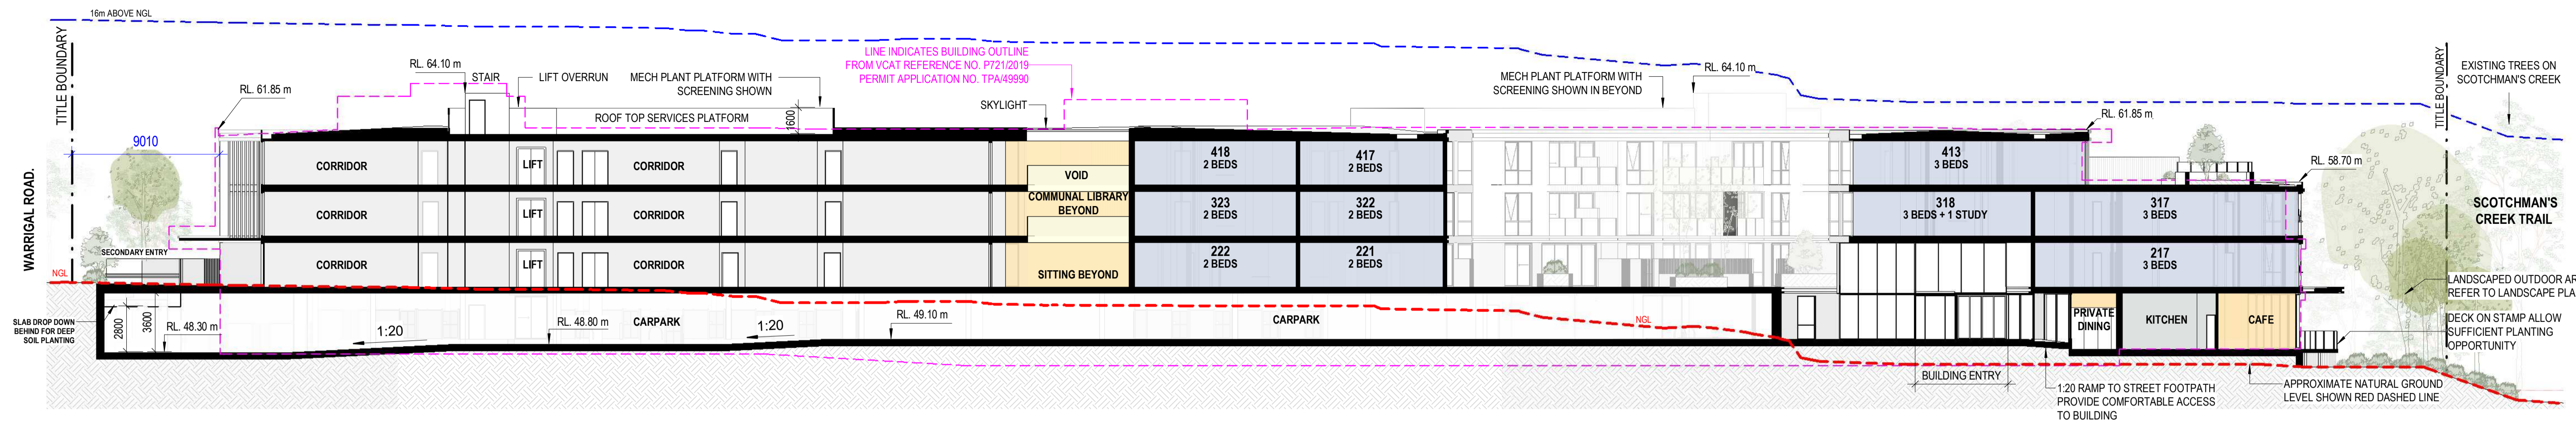 16m ABOVE NGL
TITLE BOUNDARY
WARRIGAL ROAD.
NGL
9010
RL. 61.85 m
RL. 64.10 m
STAIR
LIFT OVERRUN
MECH PLANT PLATFORM WITH
SCREENING SHOWN
ROOF TOP SERVICES PLATFORM
1600
LINE INDICATES BUILDING OUTLINE
FROM VCAT REFERENCE NO. P721/2019
PERMIT APPLICATION NO. TPA/49990
SKYLIGHT
MECH PLANT PLATFORM WITH
SCREENING SHOWN IN BEYOND
RL. 64.10 m
RL. 61.85 m
TITLE BOUNDARY
EXISTING TREES ON
SCOTCHMAN'S CREEK
RL. 58.70 m
CORRIDOR
LIFT
CORRIDOR
VOID
418
2 BEDS
417
2 BEDS
413
3 BEDS
CORRIDOR
LIFT
CORRIDOR
COMMUNAL LIBRARY
BEYOND
323
2 BEDS
322
2 BEDS
318
3 BEDS + 1 STUDY
317
3 BEDS
SCOTCHMAN'S
CREEK TRAIL
SECONDARY ENTRY
CORRIDOR
LIFT
CORRIDOR
SITTING BEYOND
222
2 BEDS
221
2 BEDS
217
3 BEDS
LANDSCAPED OUTDOOR AR
REFER TO LANDSCAPE PLA
SLAB DROP DOWN
BEHIND FOR DEEP
SOIL PLANTING
2800
3600
RL. 48.30 m
1:20
RL. 48.80 m
CARPARK
1:20
RL. 49.10 m
CARPARK
NGL
PRIVATE
DINING
KITCHEN
CAFE
DECK ON STAMP ALLOW
SUFFICIENT PLANTING
OPPORTUNITY
BUILDING ENTRY
1:20 RAMP TO STREET FOOTPATH
PROVIDE COMFORTABLE ACCESS
TO BUILDING
APPROXIMATE NATURAL GROUND
LEVEL SHOWN RED DASHED LINE